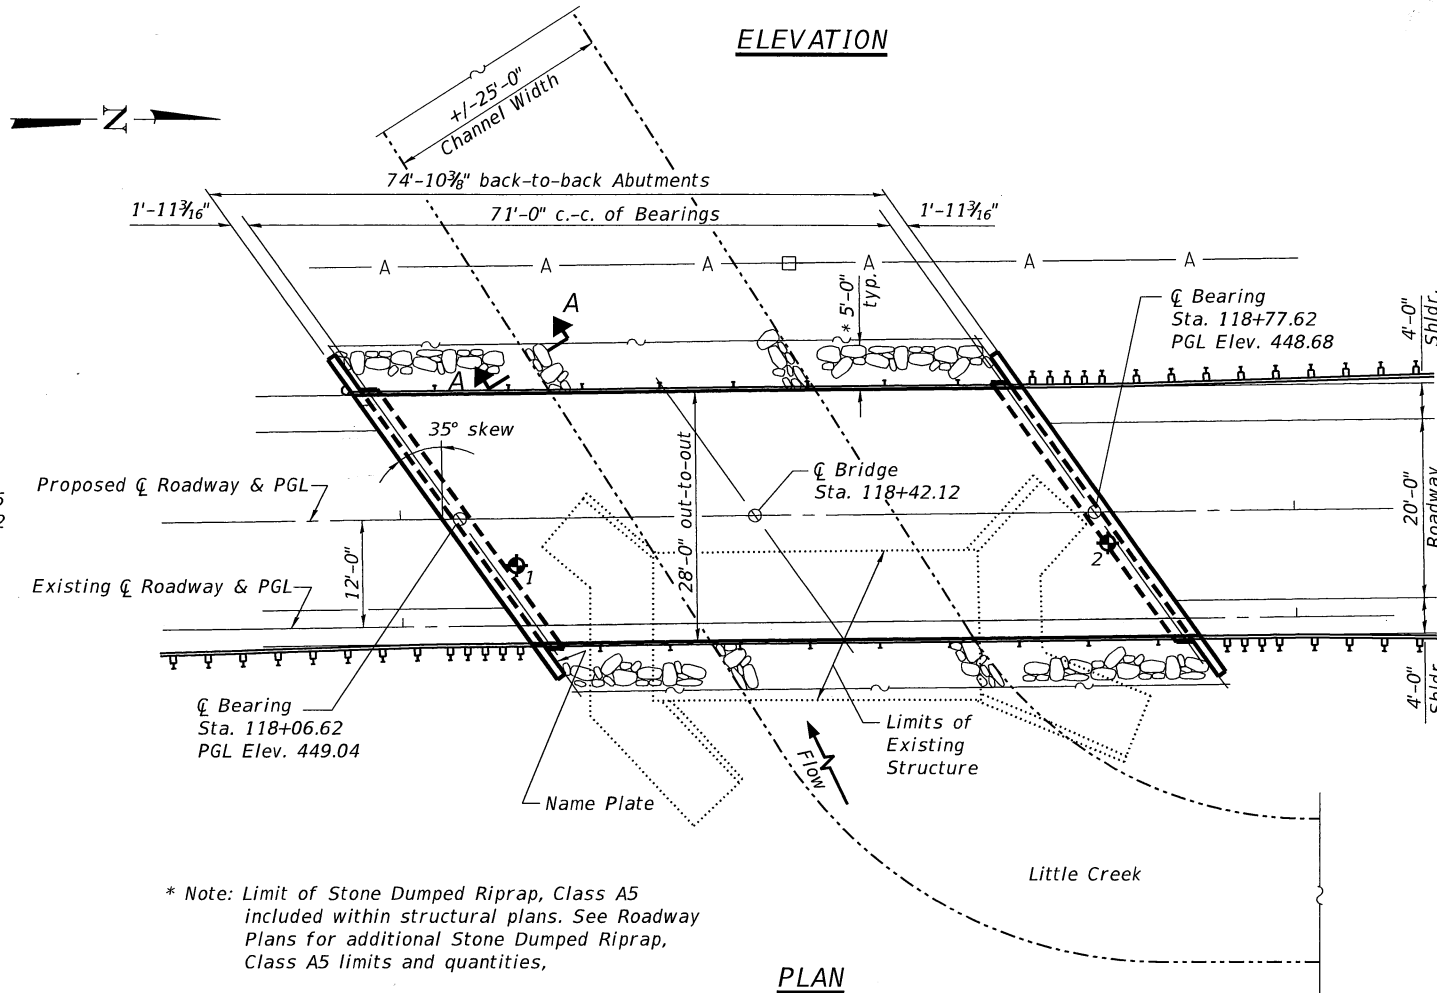 ELEVATION
+/-25'-0"
Channel Width
N
74'-10⅜" back-to-back Abutments
1'-11³⁄₁₆"
71'-0" c.-c. of Bearings
1'-11³⁄₁₆"
A A A A A A
* 5'-0"
typ.
℄ Bearing
Sta. 118+77.62
PGL Elev. 448.68
4'-0"
Shldr.
A
A
35° skew
28'-0" out-to-out
℄ Bridge
Sta. 118+42.12
Proposed ℄ Roadway & PGL
20'-0"
Roadway
12'-0"
1
2
Existing ℄ Roadway & PGL
℄ Bearing
Sta. 118+06.62
PGL Elev. 449.04
4'-0"
Shldr.
Limits of
Existing
Structure
Flow
Name Plate
Little Creek
* Note: Limit of Stone Dumped Riprap, Class A5
included within structural plans. See Roadway
Plans for additional Stone Dumped Riprap,
Class A5 limits and quantities,
PLAN